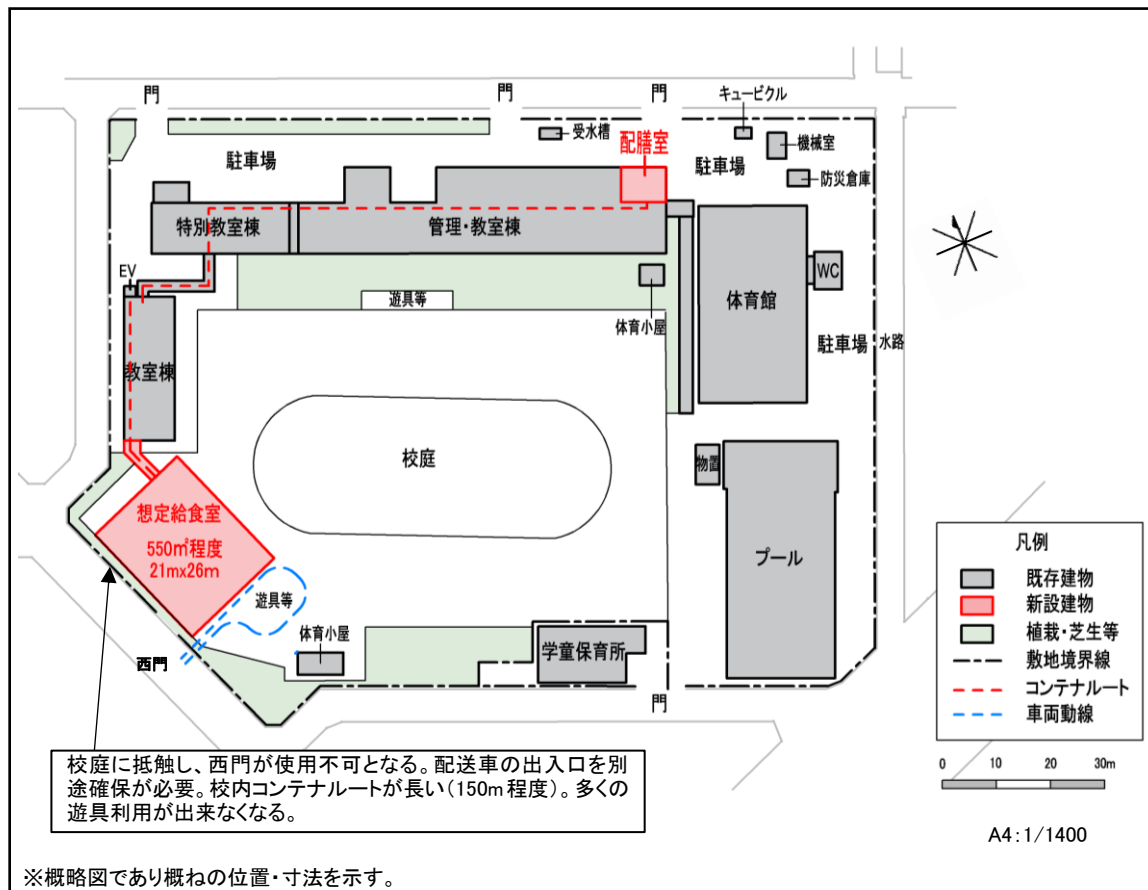 門
門
門
キュービクル
受水槽
配膳室
機械室
駐車場
駐車場
防災倉庫
特別教室棟
管理・教室棟
WC
EV
遊具等
体育館
体育小屋
駐車場
水路
教室棟
校庭
物置
想定給食室
550㎡程度
21mx26m
プール
遊具等
体育小屋
西門
学童保育所
門
凡例
既存建物
新設建物
植栽・芝生等
敷地境界線
コンテナルート
車両動線
0 10 20 30m
A4:1/1400
校庭に抵触し、西門が使用不可となる。配送車の出入口を別
途確保が必要。校内コンテナルートが長い(150m程度)。多くの
遊具利用が出来なくなる。
※概略図であり概ねの位置・寸法を示す。